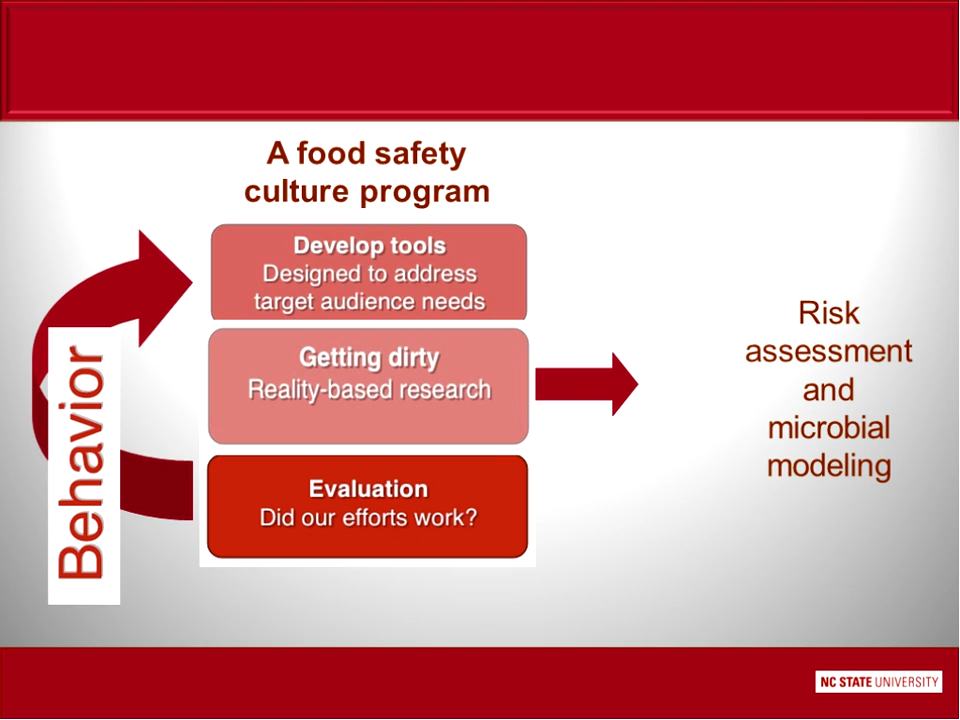 A food safety
culture program
Develop tools
Designed to address
target audience needs
Getting dirty
Reality-based research
Evaluation
Did our efforts work?
Behavior
Risk
assessment
and
microbial
modeling
NC STATE UNIVERSITY